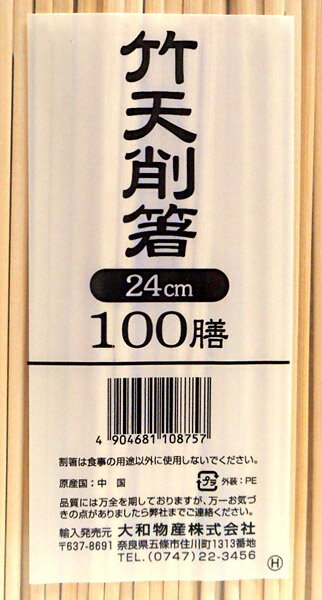 竹天削箸
24cm
100膳
4 904681 108757
割箸は食事の用途以外に使用しないでください。
原産国：中　国　プラ 外装：PE
品質には万全を期しておりますが、万一お気づ
きの点がありましたら弊社までご連絡ください。
輸入発売元 大和物産株式会社
〒637-8691 奈良県五條市住川町1313番地
TEL.(0747)22-3456
H